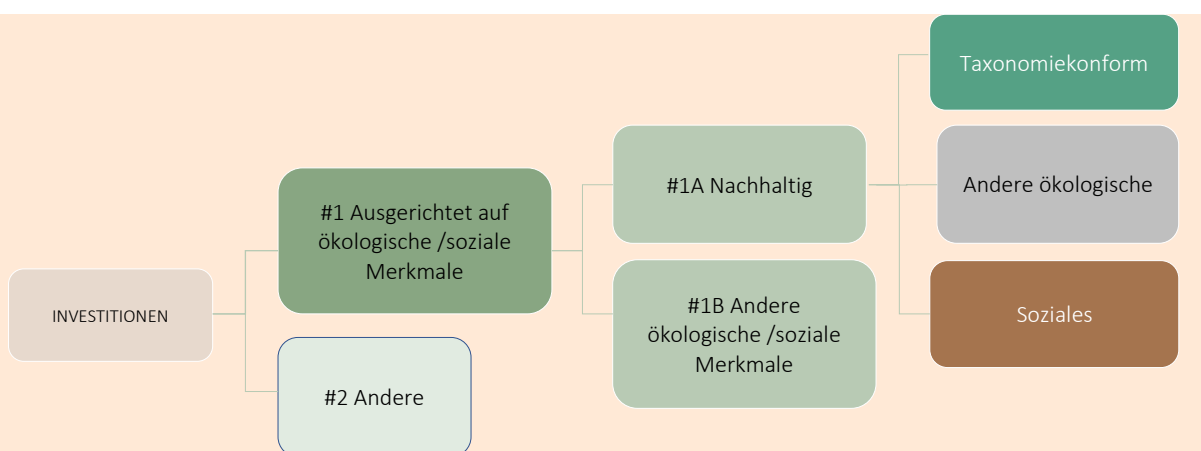 INVESTITIONEN
#1 Ausgerichtet auf
ökologische /soziale
Merkmale
#2 Andere
#1A Nachhaltig
#1B Andere
ökologische /soziale
Merkmale
Taxonomiekonform
Andere ökologische
Soziales